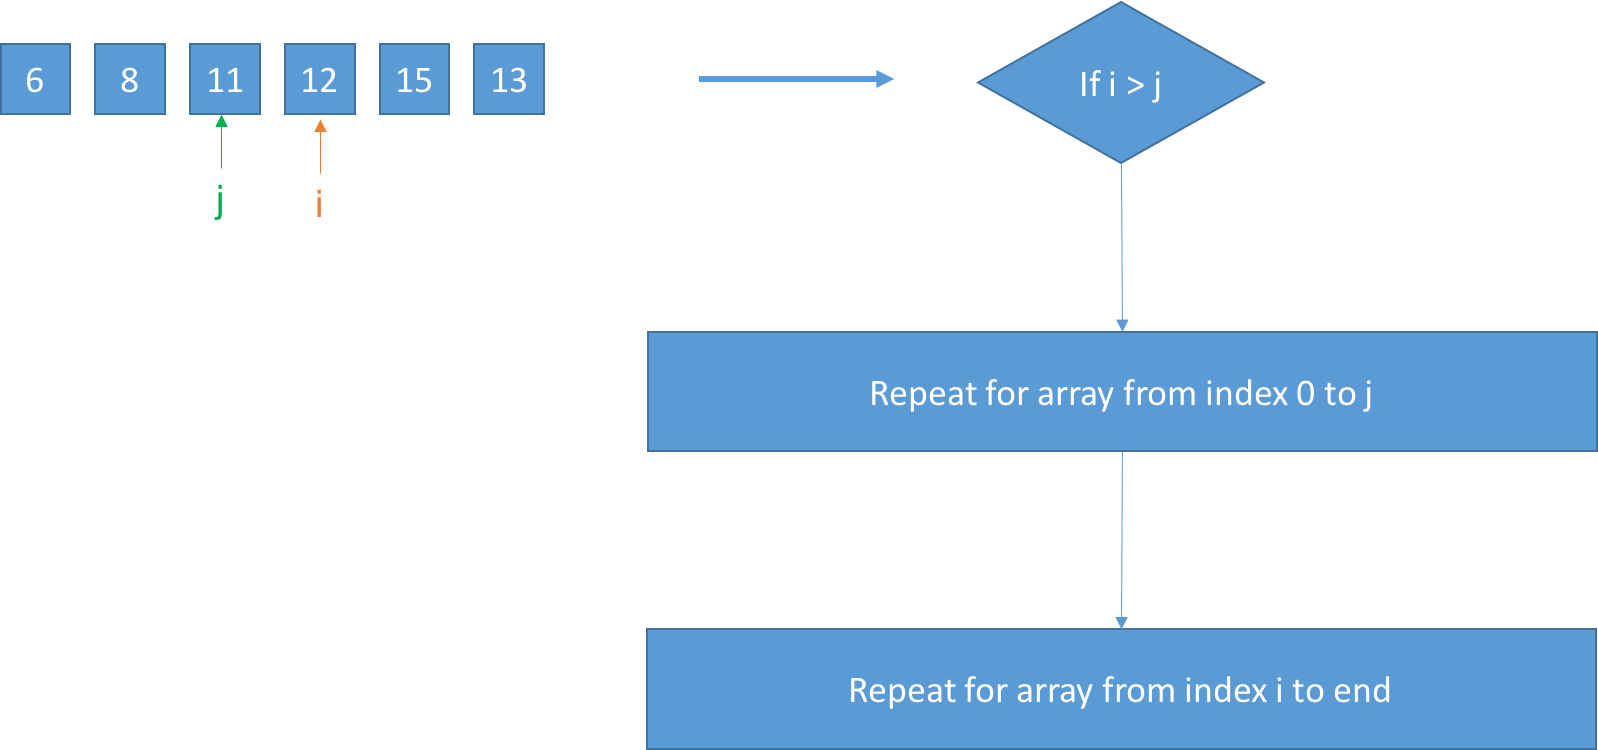 6 8 11 12 15 13
If i > j
j i
Repeat for array from index 0 to j
Repeat for array from index i to end